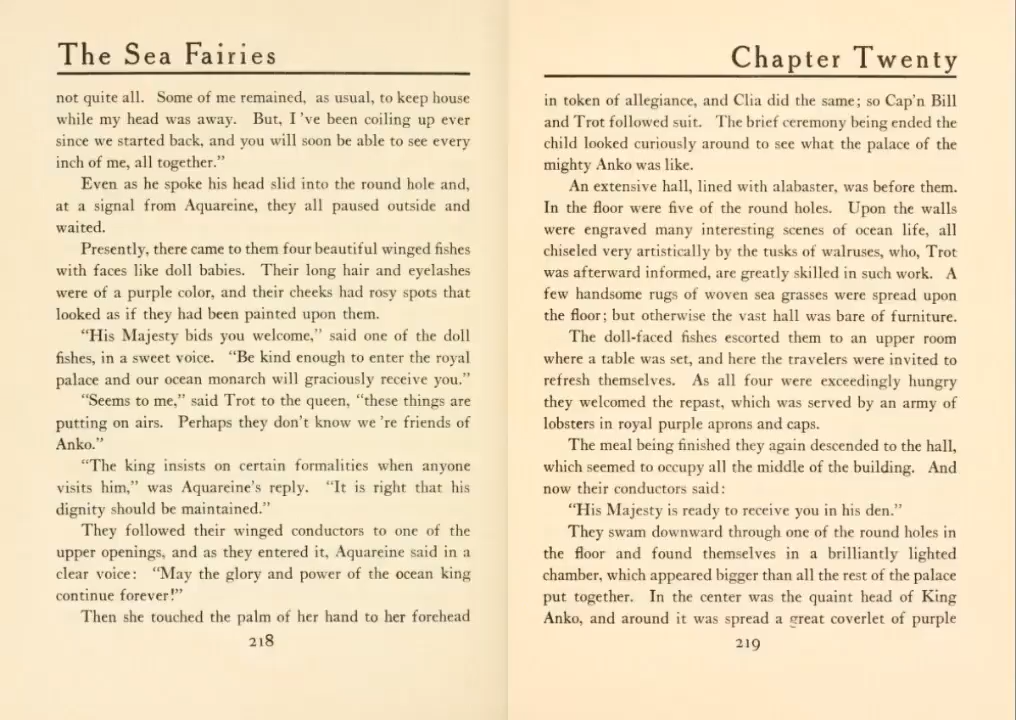 The Sea Fairies
not quite all. Some of me remained, as usual, to keep house
while my head was away. But, I 've been coiling up ever
since we started back, and you will soon be able to see every
inch of me, all together.”
Even as he spoke his head slid into the round hole and,
at a signal from Aquareine, they all paused outside and
waited.
Presently, there came to them four beautiful winged fishes
with faces like doll babies. Their long hair and eyelashes
were of a purple color, and their cheeks had rosy spots that
looked as if they had been painted upon them.
“His Majesty bids you welcome,” said one of the doll
fishes, in a sweet voice. “Be kind enough to enter the royal
palace and our ocean monarch will graciously receive you.”
“Seems to me,” said Trot to the queen, “these things are
putting on airs. Perhaps they don’t know we ’re friends of
Anko.”
“The king insists on certain formalities when anyone
visits him,” was Aquareine’s reply. “It is right that his
dignity should be maintained.”
They followed their winged conductors to one of the
upper openings, and as they entered it, Aquareine said in a
clear voice: “May the glory and power of the ocean king
continue forever!”
Then she touched the palm of her hand to her forehead
218
Chapter Twenty
in token of allegiance, and Clia did the same; so Cap’n Bill
and Trot followed suit. The brief ceremony being ended the
child looked curiously around to see what the palace of the
mighty Anko was like.
An extensive hall, lined with alabaster, was before them.
In the floor were five of the round holes. Upon the walls
were engraved many interesting scenes of ocean life, all
chiseled very artistically by the tusks of walruses, who, Trot
was afterward informed, are greatly skilled in such work. A
few handsome rugs of woven sea grasses were spread upon
the floor; but otherwise the vast hall was bare of furniture.
The doll-faced fishes escorted them to an upper room
where a table was set, and here the travelers were invited to
refresh themselves. As all four were exceedingly hungry
they welcomed the repast, which was served by an army of
lobsters in royal purple aprons and caps.
The meal being finished they again descended to the hall,
which seemed to occupy all the middle of the building. And
now their conductors said:
“His Majesty is ready to receive you in his den.”
They swam downward through one of the round holes in
the floor and found themselves in a brilliantly lighted
chamber, which appeared bigger than all the rest of the palace
put together. In the center was the quaint head of King
Anko, and around it was spread a great coverlet of purple
219